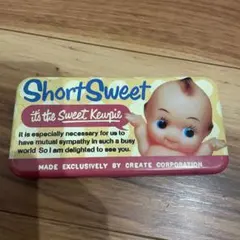 ShortSweet
it's the Sweet Kewpie
It is especially necessary for us to
have mutual sympathy in such a busy
world So I am delighted to see you.
MADE EXCLUSIVELY BY CREATE CORPORATION.